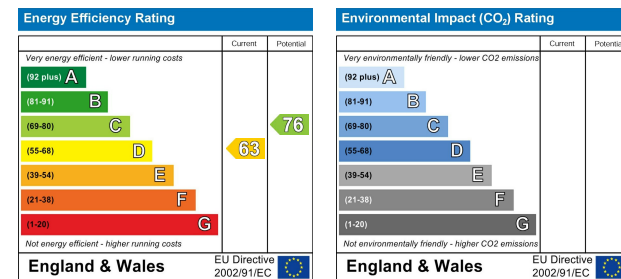 Energy Efficiency Rating
Current Potential
Very energy efficient - lower running costs
(92 plus) A
(81-91) B
(69-80) C
76
(55-68) D
63
(39-54) E
(21-38) F
(1-20) G
Not energy efficient - higher running costs
England & Wales
EU Directive
2002/91/EC
Environmental Impact (CO₂) Rating
Current Potential
Very environmentally friendly - lower CO2 emissions
(92 plus) A
(81-91) B
(69-80) C
(55-68) D
(39-54) E
(21-38) F
(1-20) G
Not environmentally friendly - higher CO2 emissions
England & Wales
EU Directive
2002/91/EC